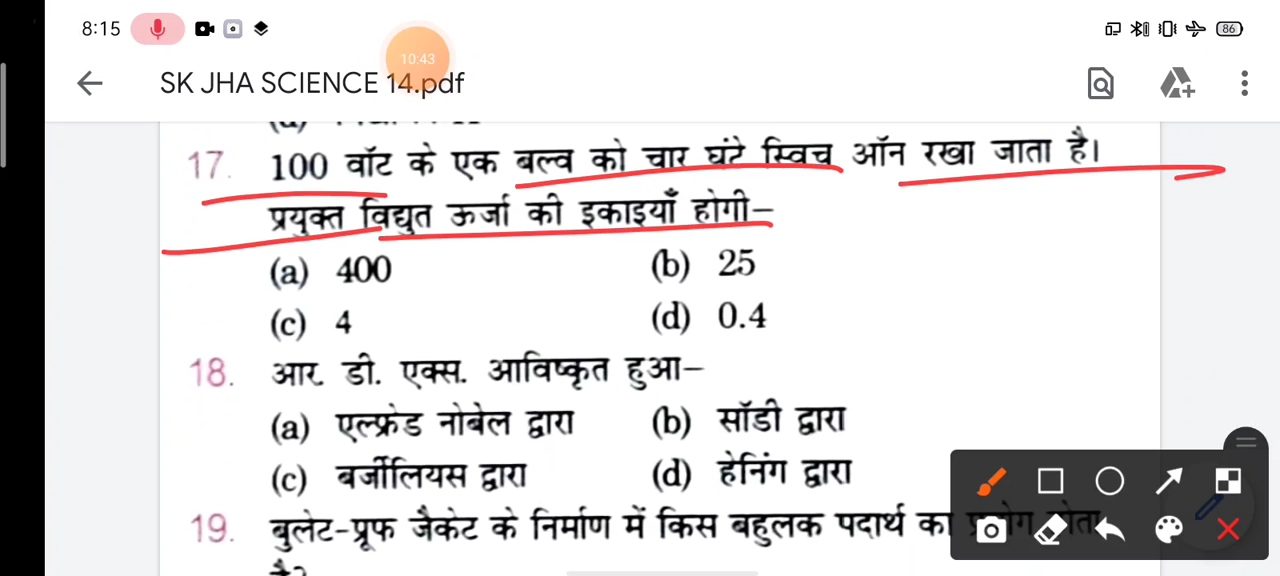 8:15
86
10:43
SK JHA SCIENCE 14.pdf
17. 100 वॉट के एक बल्व को चार घंटे स्विच ऑन रखा जाता है।
प्रयुक्त विद्युत ऊर्जा की इकाइयाँ होगी–
(a) 400 (b) 25
(c) 4 (d) 0.4
18. आर. डी. एक्स. आविष्कृत हुआ–
(a) एल्फ्रेड नोबेल द्वारा (b) सॉडी द्वारा
(c) बर्जीलियस द्वारा (d) हेनिंग द्वारा
19. बुलेट-प्रूफ जैकेट के निर्माण में किस बहुलक पदार्थ का